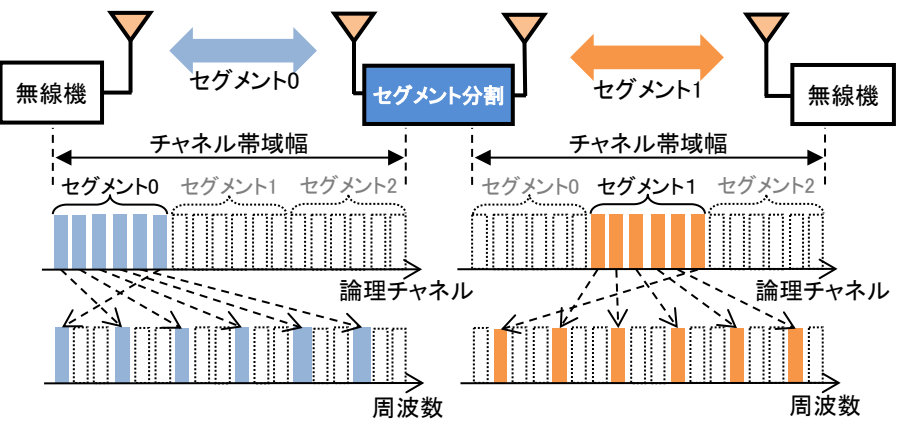 セグメント0
セグメント1
無線機
セグメント分割
無線機
チャネル帯域幅
チャネル帯域幅
セグメント0
セグメント1
セグメント2
セグメント0
セグメント1
セグメント2
論理チャネル
論理チャネル
周波数
周波数